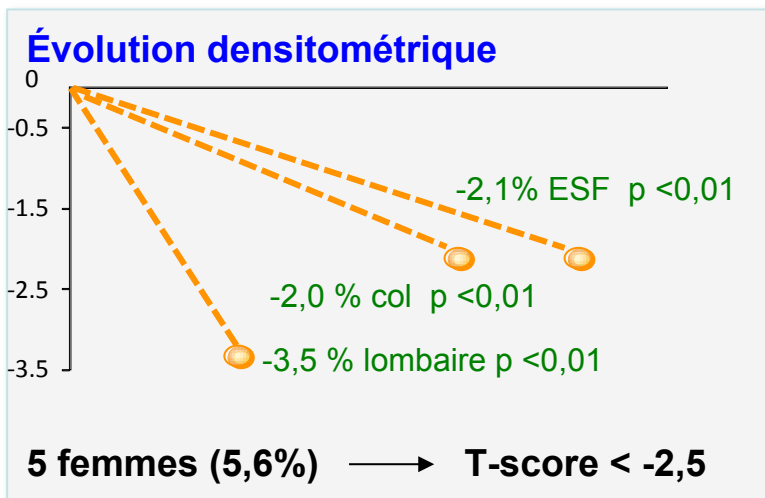 Évolution densitométrique
0
-0.5
-1.5
-2,1% ESF p <0,01
-2.5
-2,0 % col p <0,01
-3,5 % lombaire p <0,01
-3.5
5 femmes (5,6%) → T-score < -2,5